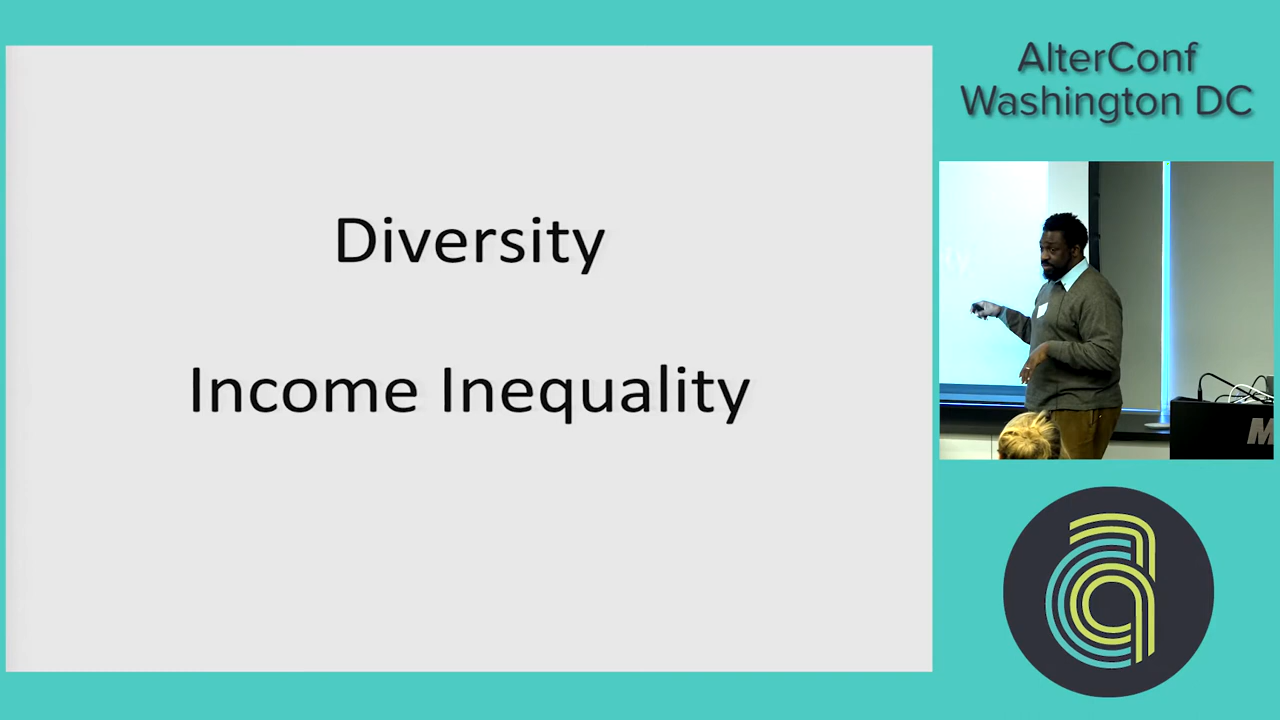 Diversity
Income Inequality
AlterConf
Washington DC
M